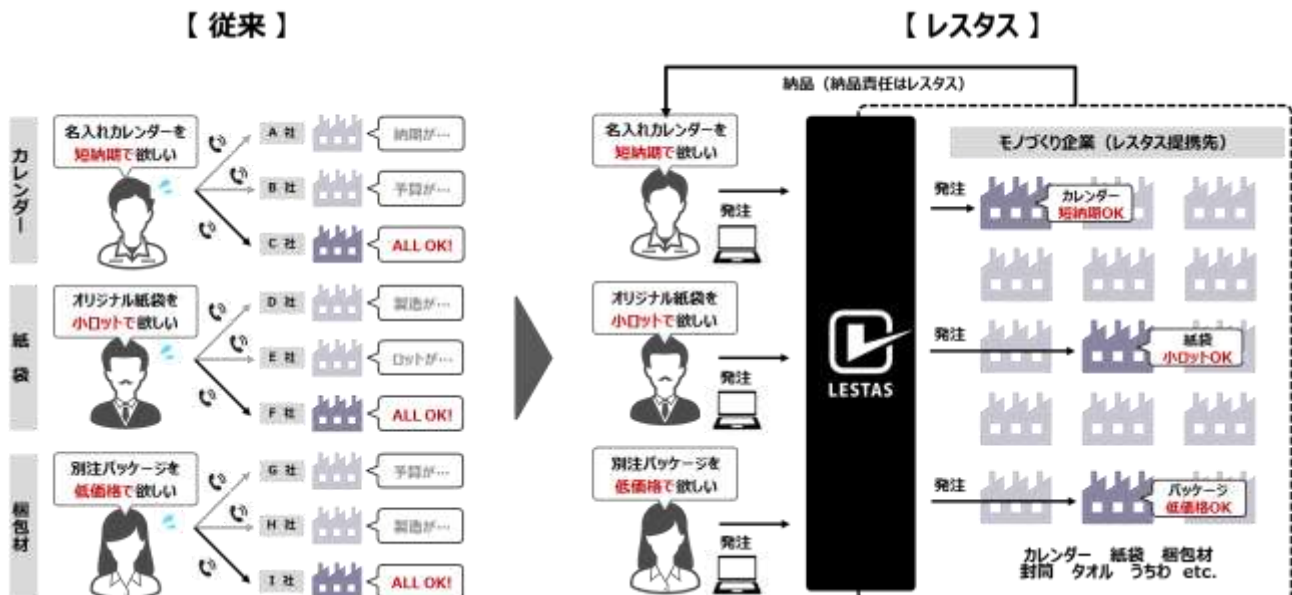 【 従来 】
カレンダー
名入れカレンダーを
短納期で欲しい
A 社
納期が…
B 社
予算が…
C 社
ALL OK!
紙袋
オリジナル紙袋を
小ロットで欲しい
D 社
製造が…
E 社
ロットが…
F 社
ALL OK!
梱包材
別注パッケージを
低価格で欲しい
G 社
予算が…
H 社
製造が…
I 社
ALL OK!
【 レスタス 】
納品（納品責任はレスタス）
名入れカレンダーを
短納期で欲しい
発注
オリジナル紙袋を
小ロットで欲しい
発注
別注パッケージを
低価格で欲しい
発注
LESTAS
モノづくり企業（レスタス提携先）
発注
カレンダー
短納期OK
発注
紙袋
小ロットOK
発注
パッケージ
低価格OK
カレンダー 紙袋 梱包材
封筒 タオル うちわ etc.